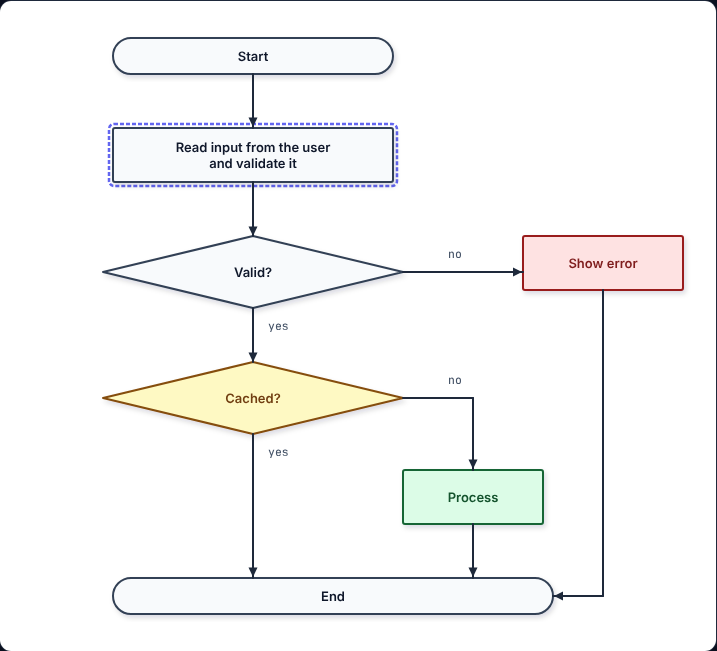 Start
Read input from the user
and validate it
Valid?
no
Show error
yes
Cached?
no
yes
Process
End